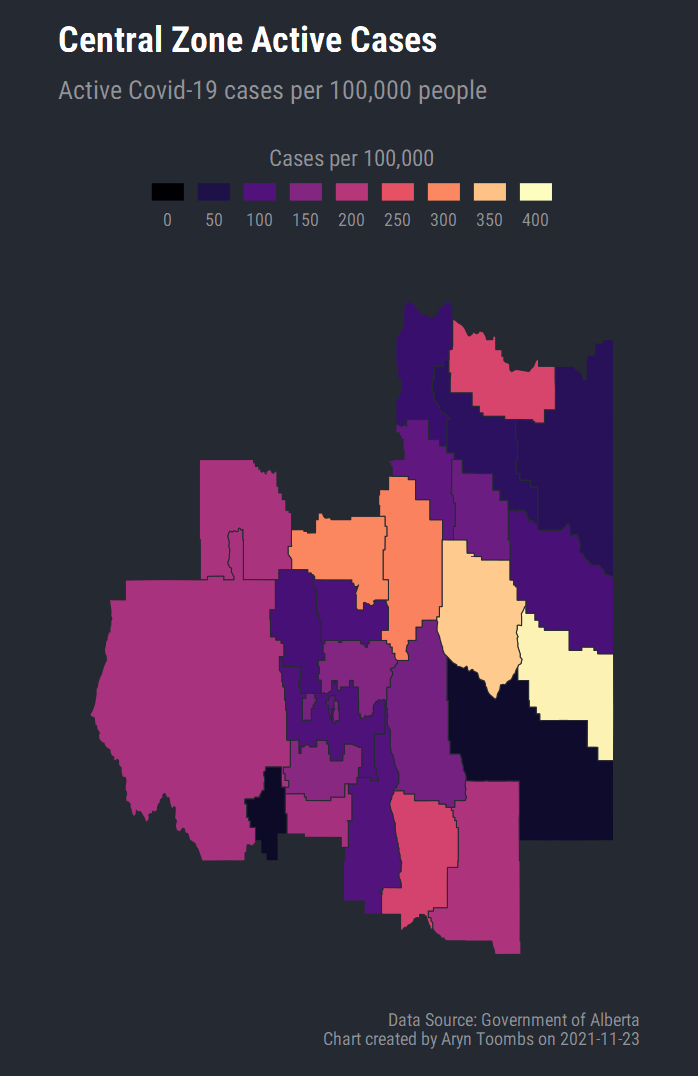 Central Zone Active Cases
Active Covid-19 cases per 100,000 people
Cases per 100,000
0 50 100 150 200 250 300 350 400
Data Source: Government of Alberta
Chart created by Aryn Toombs on 2021-11-23